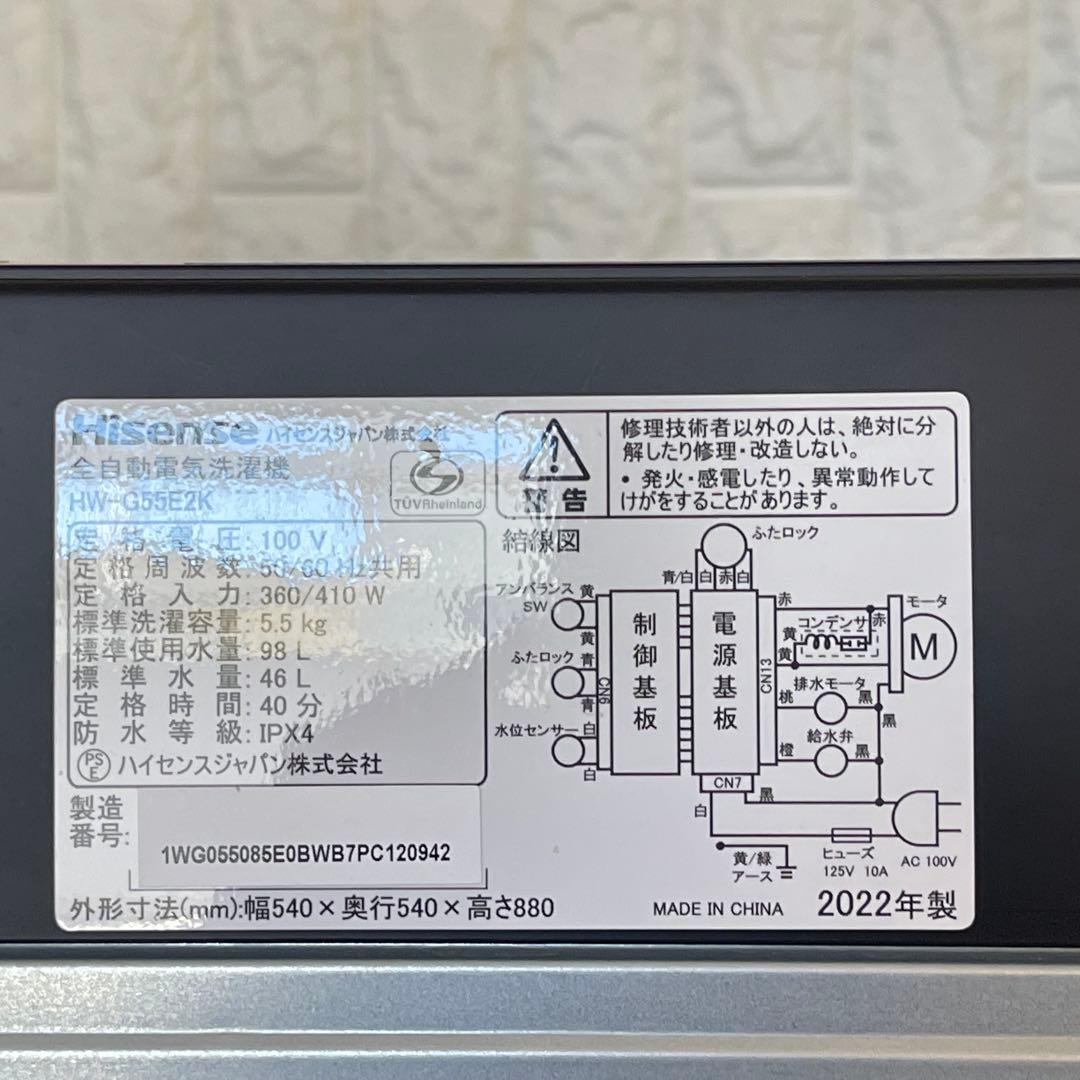 Hisense ハイセンスジャパン株式会社
全自動電気洗濯機
HW-G55E2K
TÜVRheinland
定格電圧: 100 V
定格周波数: 50/60 Hz共用
定格入力: 360/410 W
標準洗濯容量: 5.5 kg
標準使用水量: 98 L
標準水量: 46 L
定格時間: 40 分
防水等級: IPX4
PS
E
ハイセンスジャパン株式会社
製造
番号:
1WG055085E0BWB7PC120942
外形寸法(mm):幅540×奥行540×高さ880
警告
修理技術者以外の人は、絶対に分
解したり修理・改造しない。
・発火・感電したり、異常動作して
けがをすることがあります。
結線図
ふたロック
青/白 白 赤 白
アンバランス
SW
黄
黄
ふたロック
青
青
水位センサー
白
白
CN6
制御基板
電源基板
CN13
CN7
赤
コンデンサ
赤
黄
黄
モータ
M
排水モータ
桃
黒
黒
給水弁
橙
黒
黒
白
ヒューズ
125V 10A
AC 100V
黄/緑
アース
MADE IN CHINA
2022年製